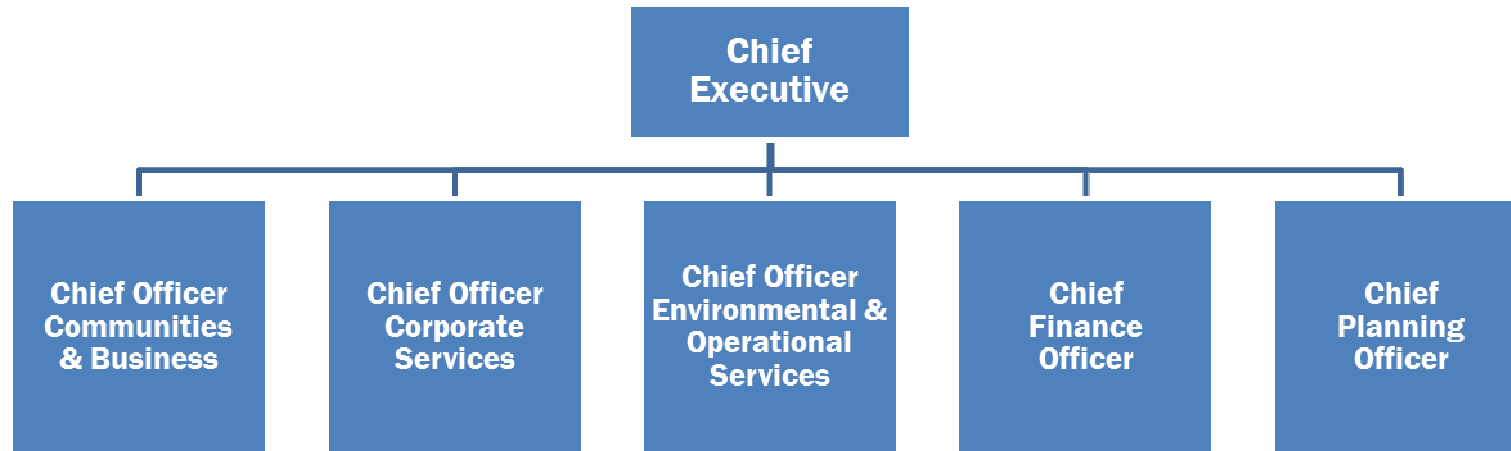 Chief
Executive
Chief Officer
Communities
& Business
Chief Officer
Corporate
Services
Chief Officer
Environmental &
Operational
Services
Chief
Finance
Officer
Chief
Planning
Officer